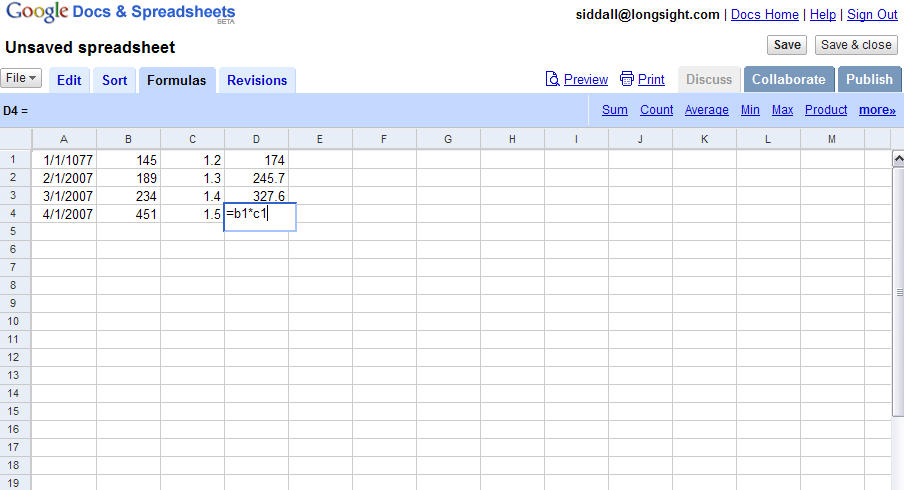 Google Docs & Spreadsheets
BETA
siddall@longsight.com | Docs Home | Help | Sign Out
Unsaved spreadsheet
Save Save & close
File Edit Sort Formulas Revisions Preview Print Discuss Collaborate Publish
D4 = Sum Count Average Min Max Product more»
A B C D E F G H I J K L M
1 1/1/1077 145 1.2 174
2 2/1/2007 189 1.3 245.7
3 3/1/2007 234 1.4 327.6
4 4/1/2007 451 1.5 =b1*c1
5
6
7
8
9
10
11
12
13
14
15
16
17
18
19